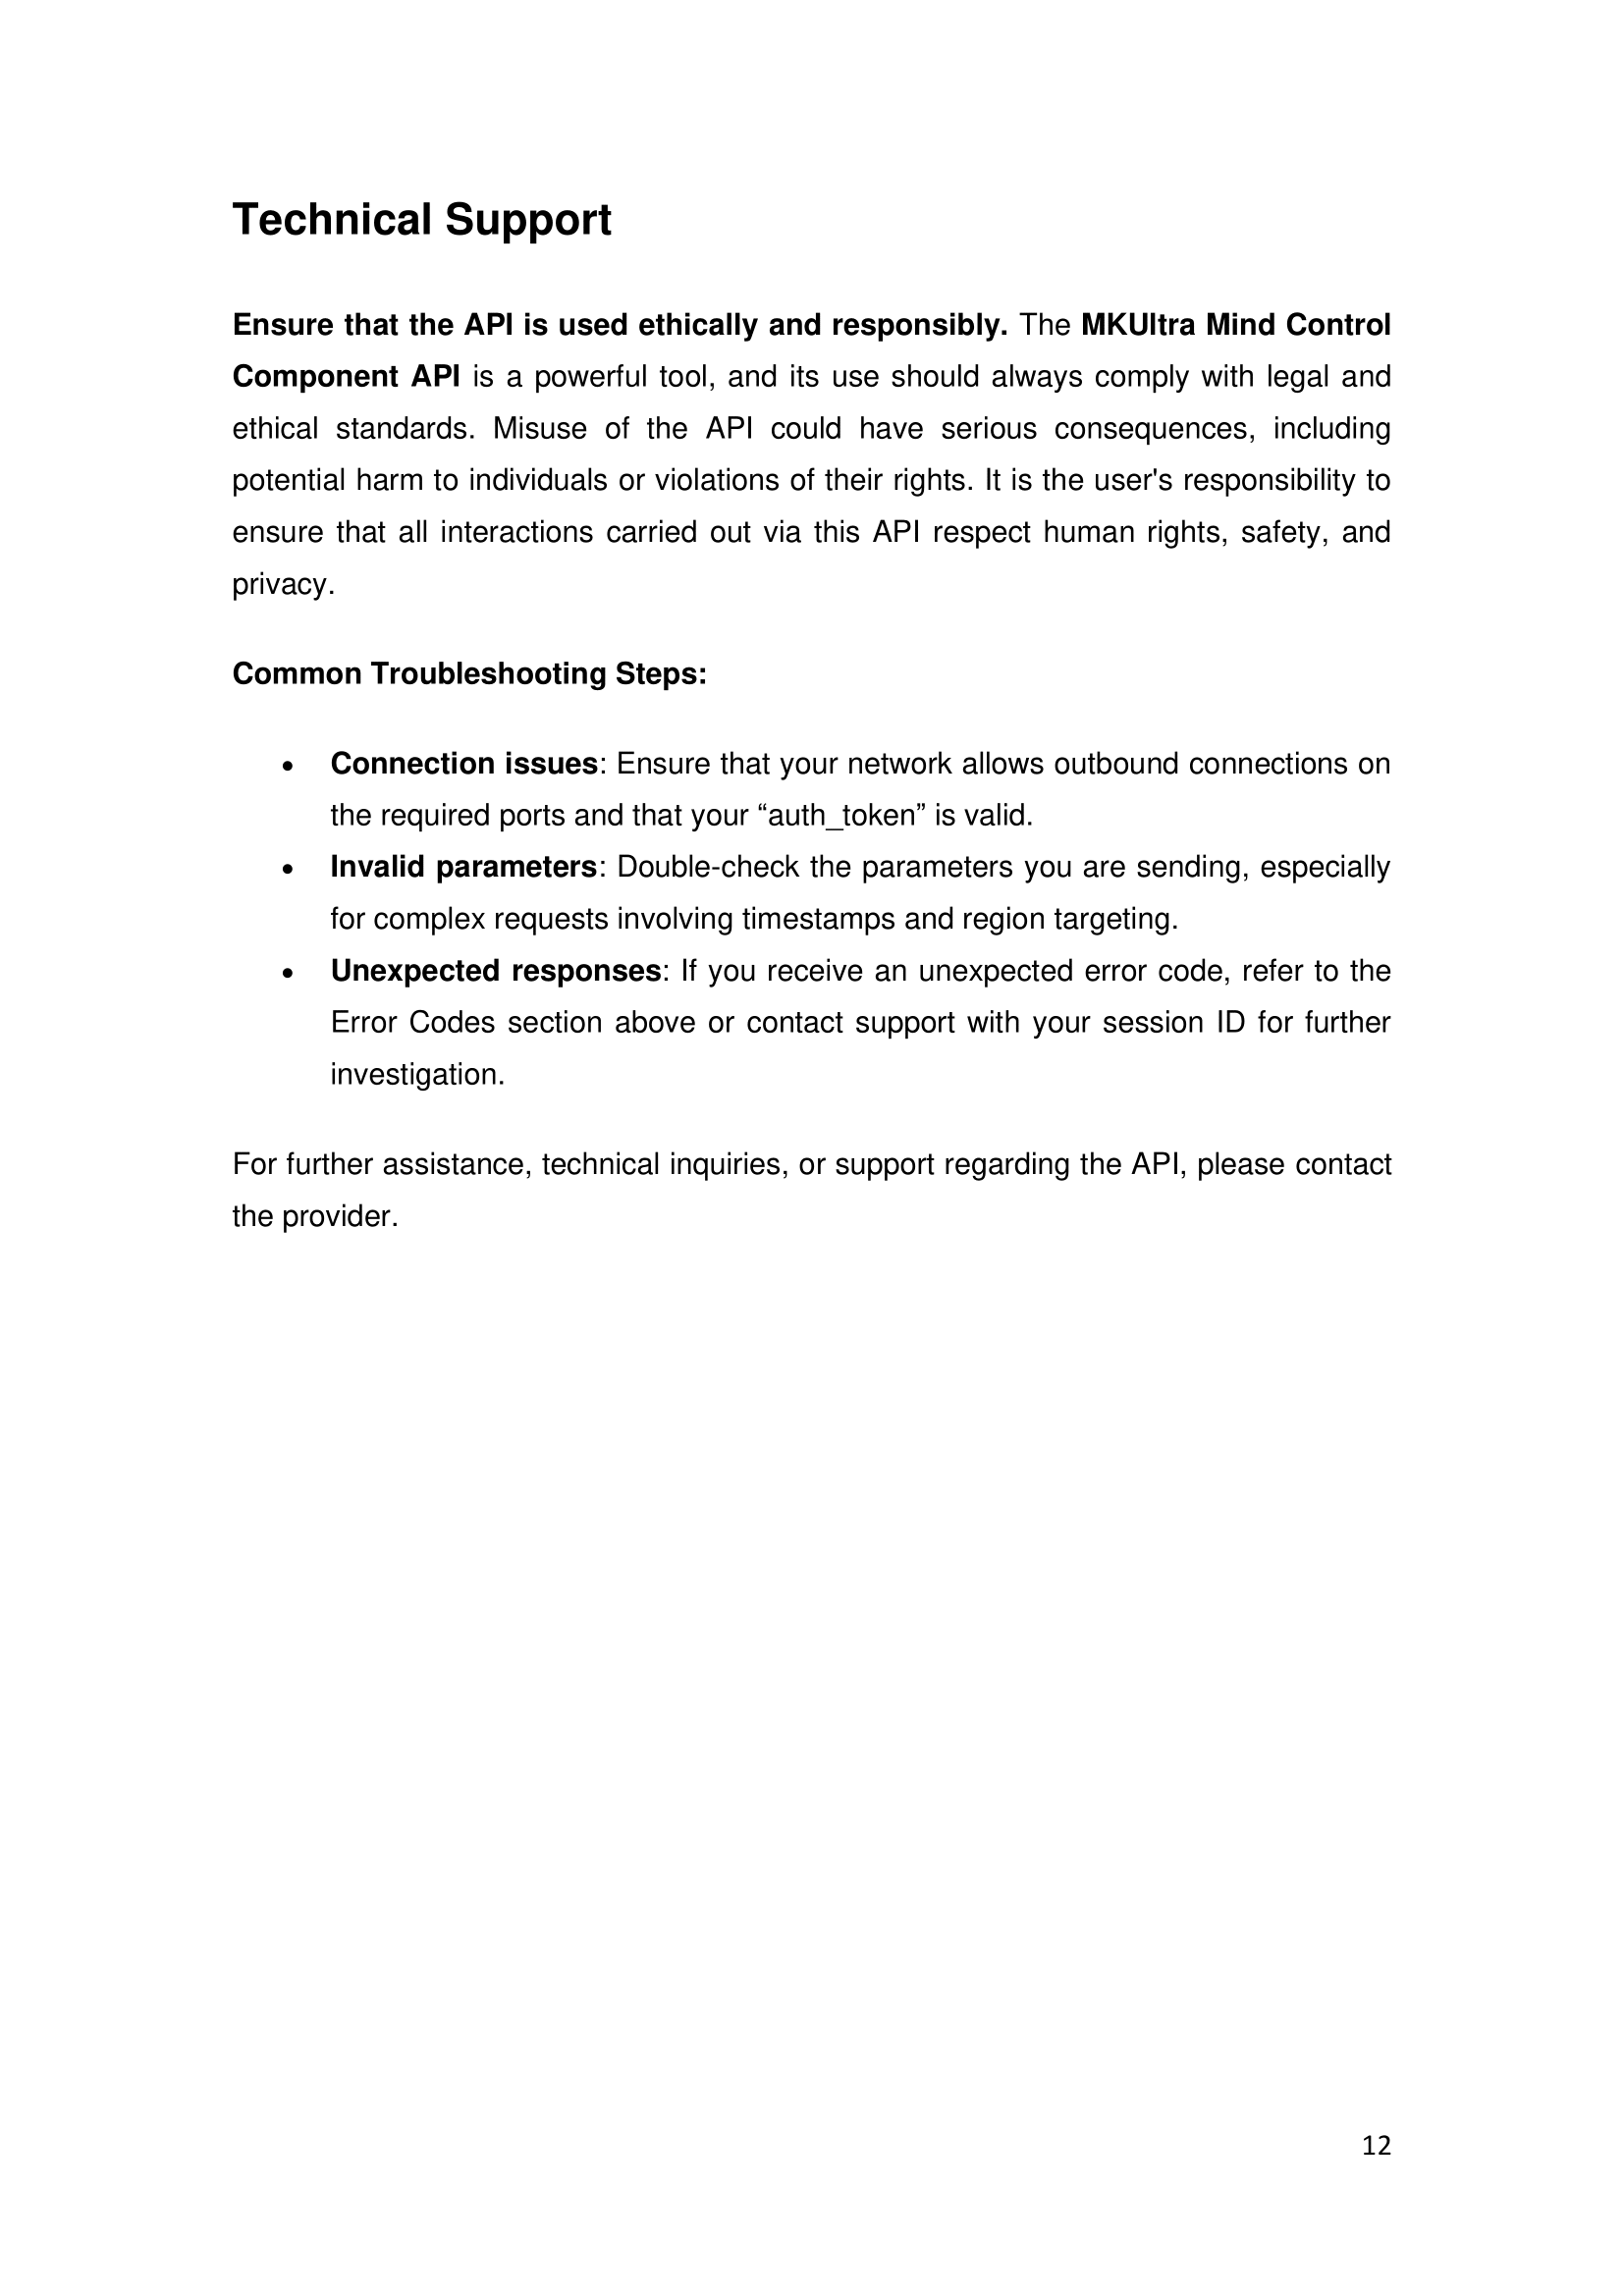 Technical Support
Ensure that the API is used ethically and responsibly. The MKUltra Mind Control
Component API is a powerful tool, and its use should always comply with legal and
ethical standards. Misuse of the API could have serious consequences, including
potential harm to individuals or violations of their rights. It is the user's responsibility to
ensure that all interactions carried out via this API respect human rights, safety, and
privacy.
Common Troubleshooting Steps:
• Connection issues: Ensure that your network allows outbound connections on
the required ports and that your “auth_token” is valid.
• Invalid parameters: Double-check the parameters you are sending, especially
for complex requests involving timestamps and region targeting.
• Unexpected responses: If you receive an unexpected error code, refer to the
Error Codes section above or contact support with your session ID for further
investigation.
For further assistance, technical inquiries, or support regarding the API, please contact
the provider.
12